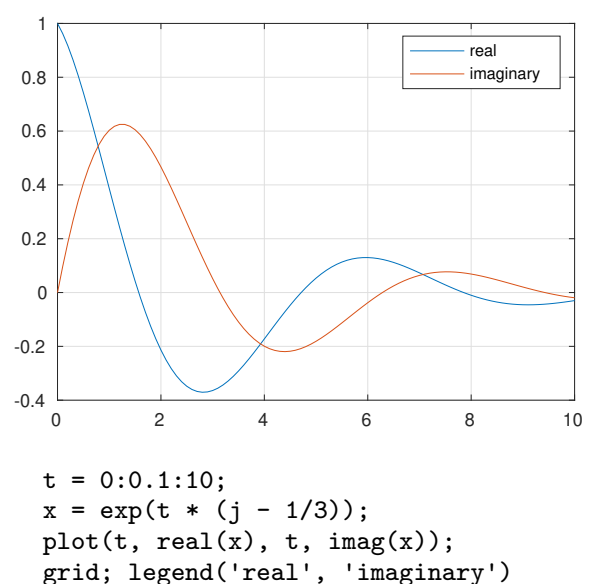 1
0.8
0.6
0.4
0.2
0
-0.2
-0.4
0 2 4 6 8 10
real
imaginary
t = 0:0.1:10;
x = exp(t * (j - 1/3));
plot(t, real(x), t, imag(x));
grid; legend('real', 'imaginary')